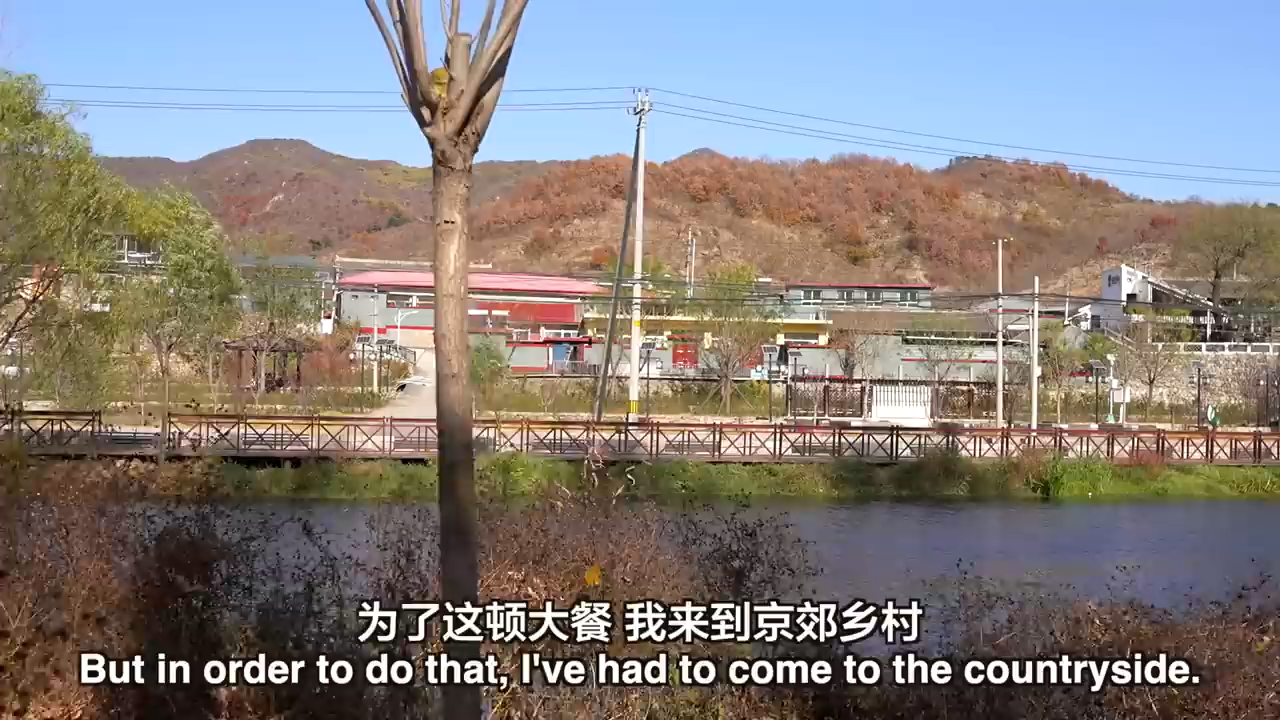 为了这顿大餐 我来到京郊乡村
But in order to do that, I've had to come to the countryside.